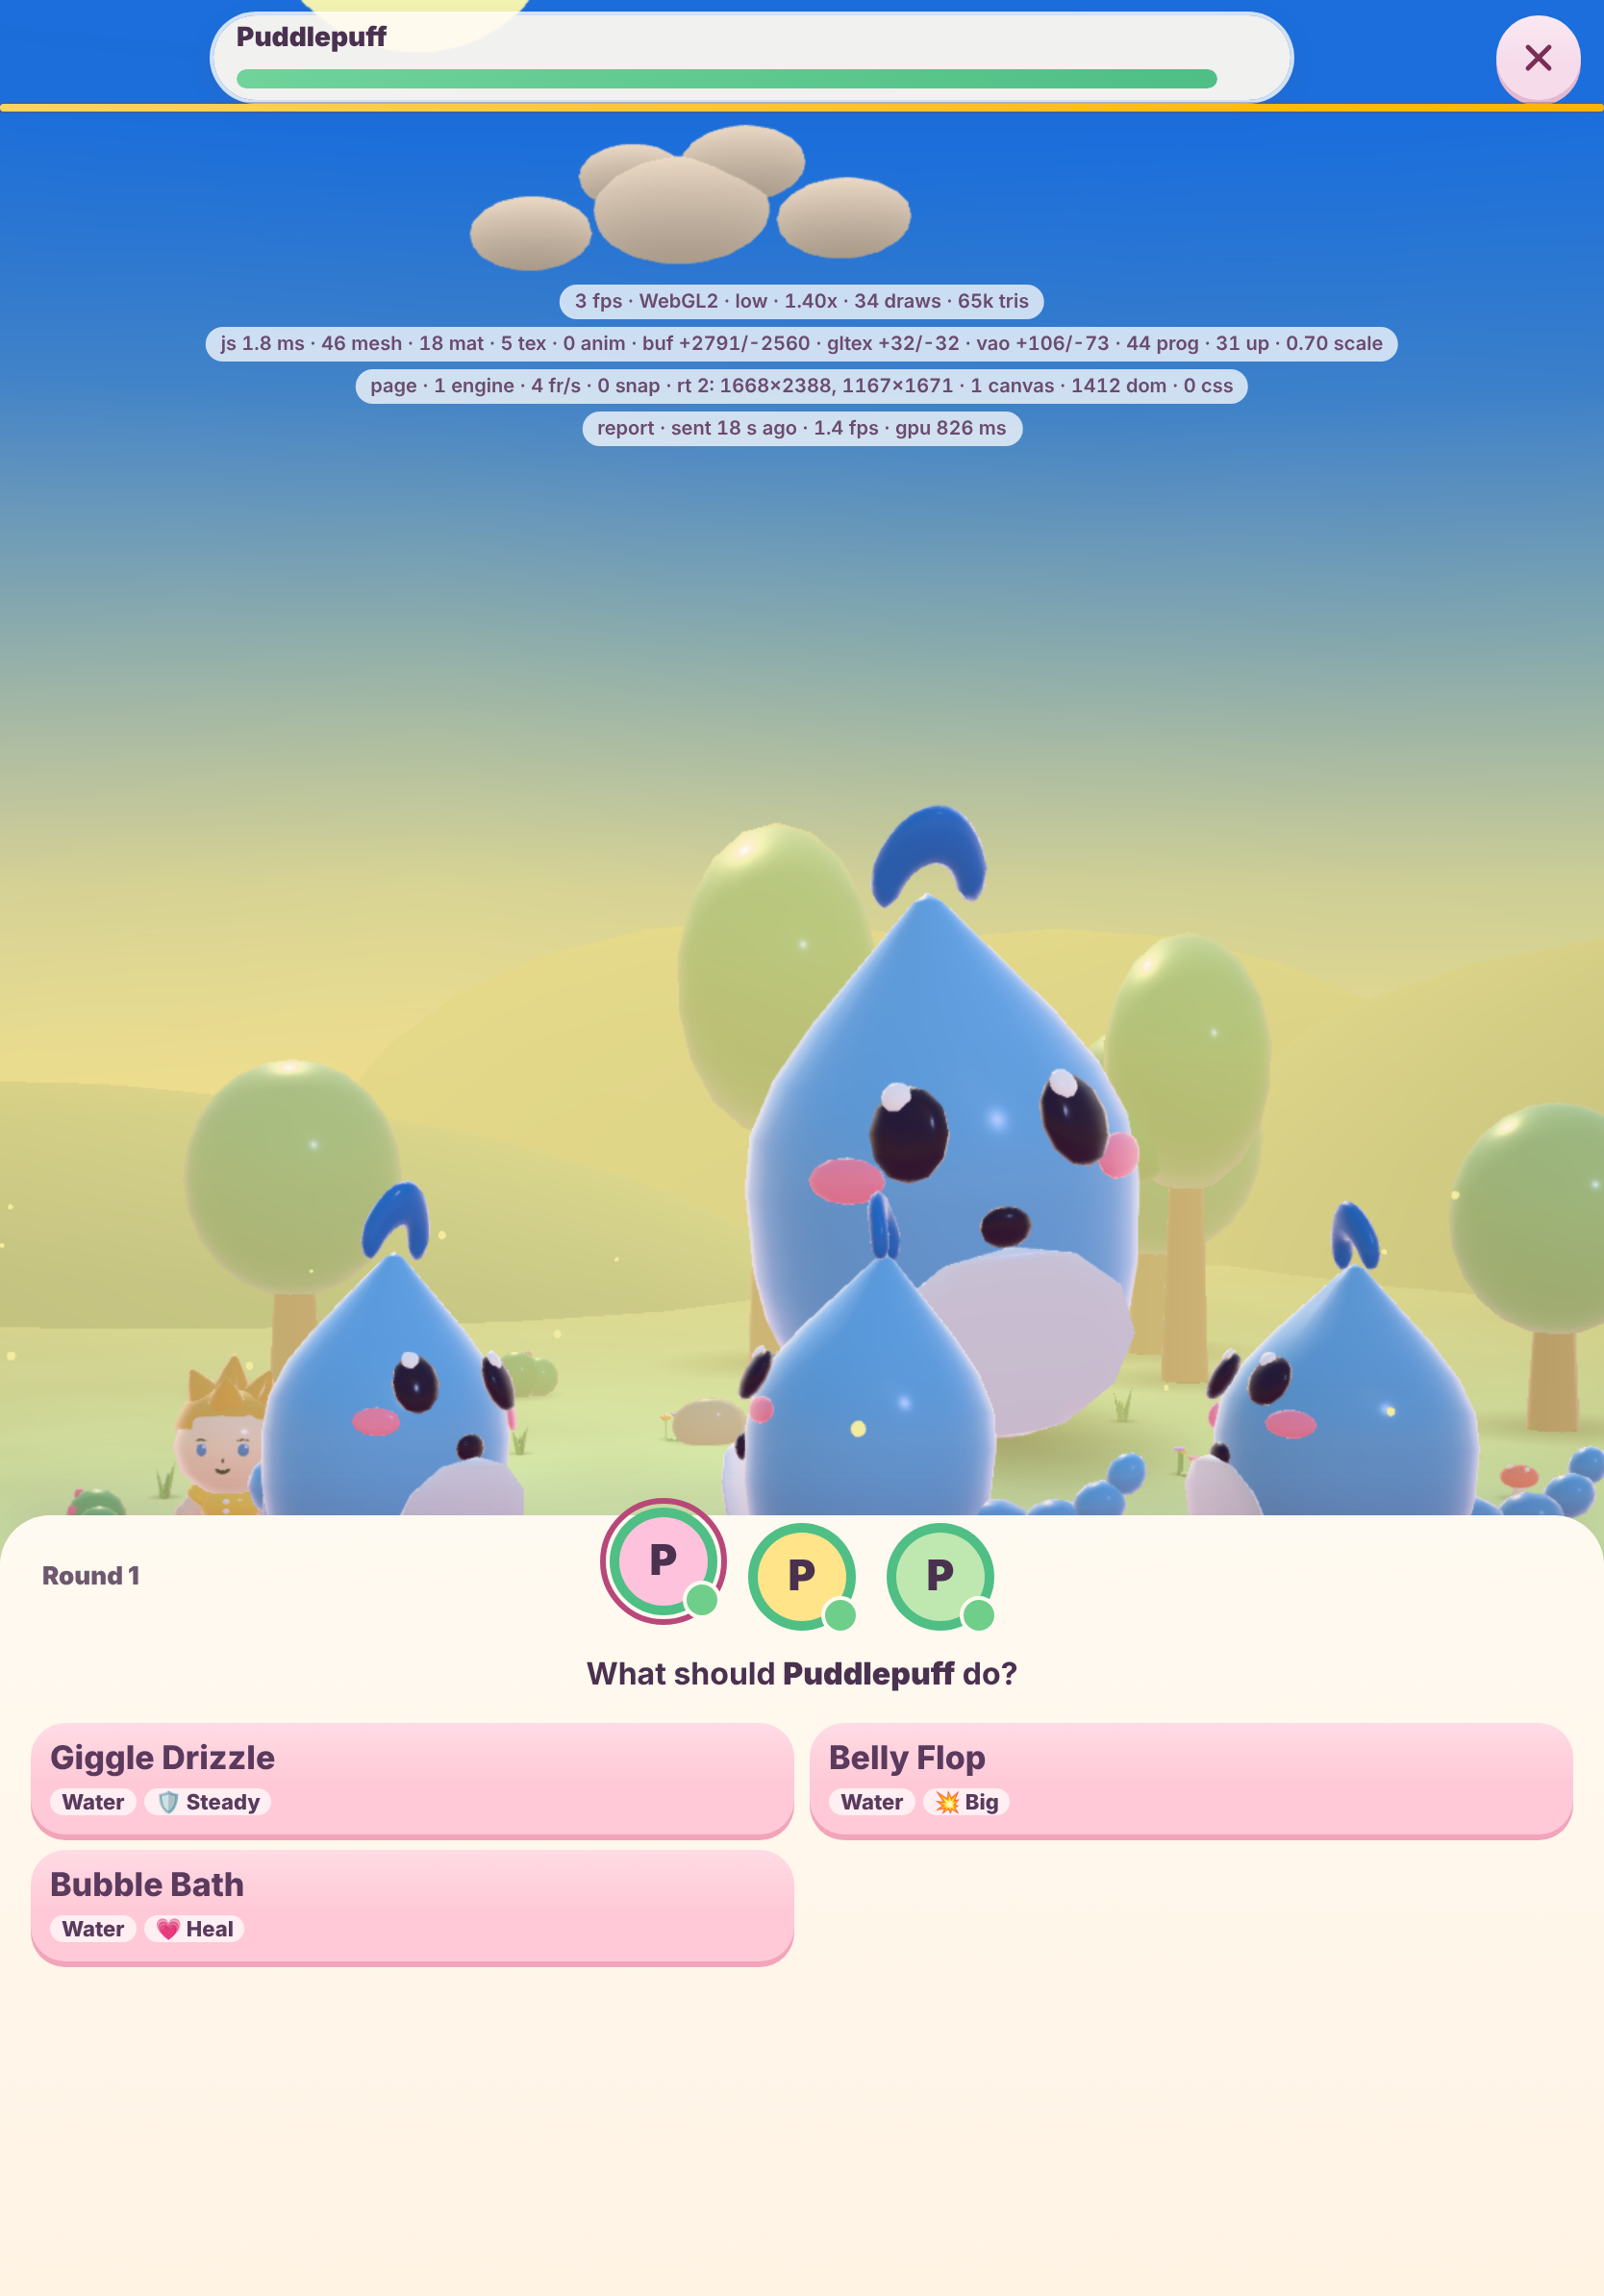 Puddlepuff
3 fps · WebGL2 · low · 1.40x · 34 draws · 65k tris
js 1.8 ms · 46 mesh · 18 mat · 5 tex · 0 anim · buf +2791/-2560 · gltex +32/-32 · vao +106/-73 · 44 prog · 31 up · 0.70 scale
page · 1 engine · 4 fr/s · 0 snap · rt 2: 1668×2388, 1167×1671 · 1 canvas · 1412 dom · 0 css
report · sent 18 s ago · 1.4 fps · gpu 826 ms
Round 1
P P P
What should Puddlepuff do?
Giggle Drizzle
Water 🛡️ Steady
Belly Flop
Water 💥 Big
Bubble Bath
Water 💗 Heal